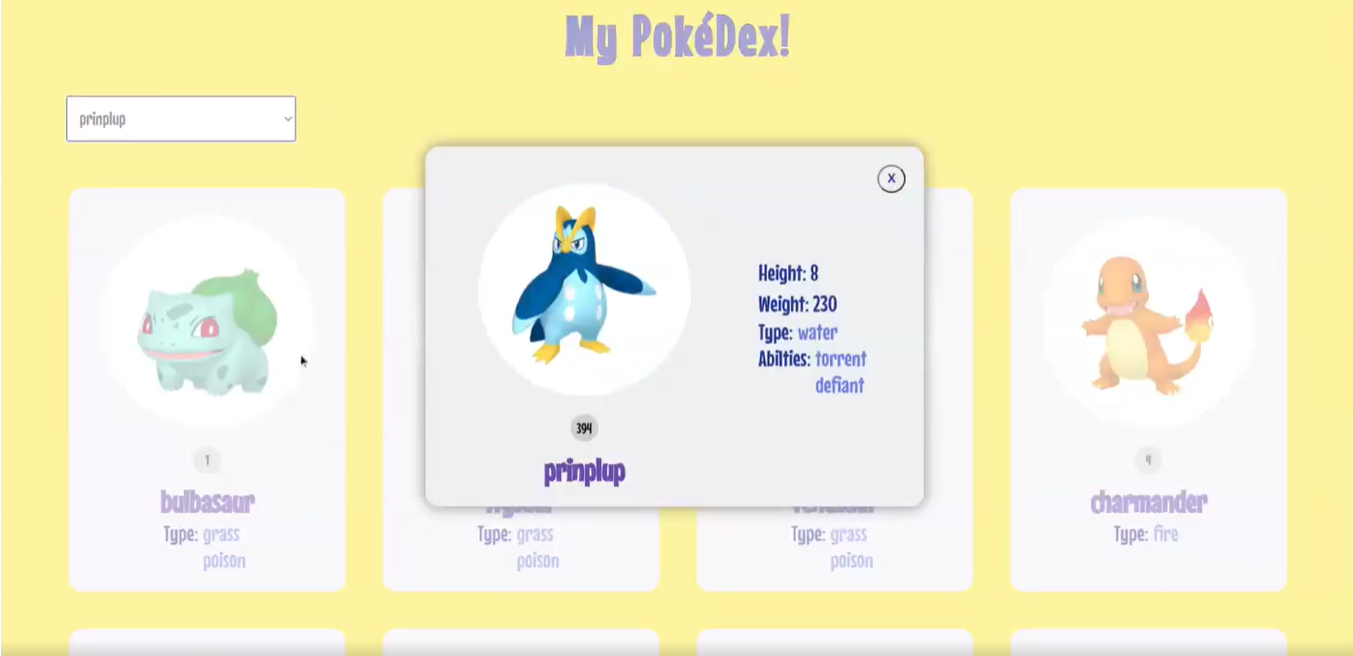 My PokéDex!
prinplup
X
Height: 8
Weight: 230
Type: water
Abilties: torrent
defiant
394
prinplup
1
bulbasaur
Type: grass
poison
Type: grass
poison
Type: grass
poison
4
charmander
Type: fire